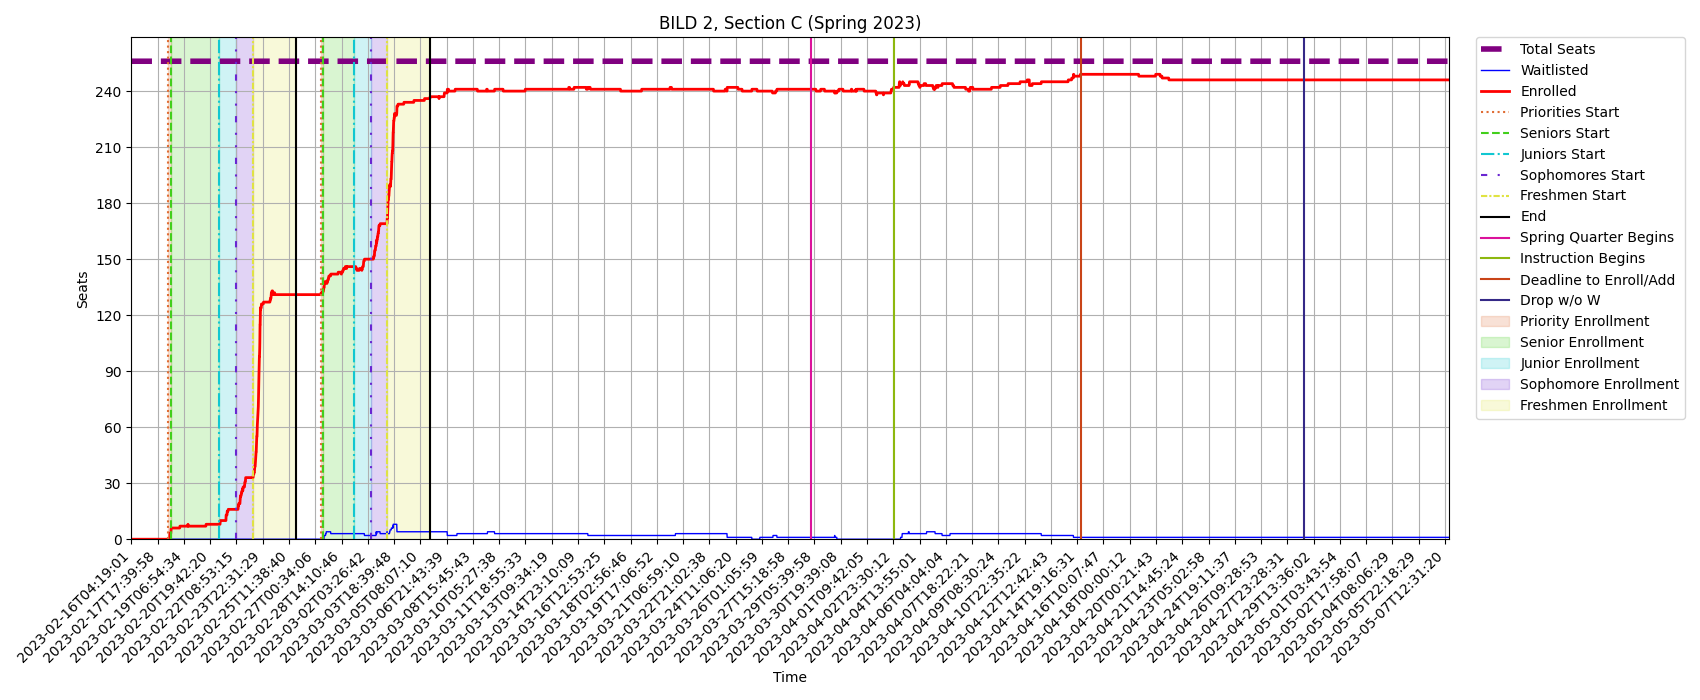 BILD 2, Section C (Spring 2023)
Seats
240
210
180
150
120
90
60
30
0
2023-02-16T04:19:01
2023-02-17T17:39:58
2023-02-19T06:54:34
2023-02-20T19:42:20
2023-02-22T08:53:15
2023-02-23T22:31:29
2023-02-25T11:38:40
2023-02-27T00:34:06
2023-02-28T14:10:46
2023-03-02T03:26:42
2023-03-03T18:39:48
2023-03-05T08:07:10
2023-03-06T21:43:39
2023-03-08T15:45:43
2023-03-10T05:27:38
2023-03-11T18:55:33
2023-03-13T09:34:19
2023-03-14T23:10:09
2023-03-16T12:53:25
2023-03-18T02:56:46
2023-03-19T17:06:52
2023-03-21T06:59:10
2023-03-22T21:02:38
2023-03-24T11:06:20
2023-03-26T01:05:59
2023-03-27T15:18:58
2023-03-29T05:39:58
2023-03-30T19:39:08
2023-04-01T09:42:05
2023-04-02T23:30:12
2023-04-04T13:55:01
2023-04-06T04:04:04
2023-04-07T18:22:21
2023-04-09T08:30:24
2023-04-10T22:35:22
2023-04-12T12:42:43
2023-04-14T19:16:31
2023-04-16T10:07:47
2023-04-18T00:00:12
2023-04-20T00:21:43
2023-04-21T14:45:24
2023-04-23T05:02:58
2023-04-24T19:11:37
2023-04-26T09:28:53
2023-04-27T23:28:31
2023-04-29T13:36:02
2023-05-01T03:43:54
2023-05-02T17:58:07
2023-05-04T08:06:29
2023-05-05T22:18:29
2023-05-07T12:31:20
Time
Total Seats
Waitlisted
Enrolled
Priorities Start
Seniors Start
Juniors Start
Sophomores Start
Freshmen Start
End
Spring Quarter Begins
Instruction Begins
Deadline to Enroll/Add
Drop w/o W
Priority Enrollment
Senior Enrollment
Junior Enrollment
Sophomore Enrollment
Freshmen Enrollment